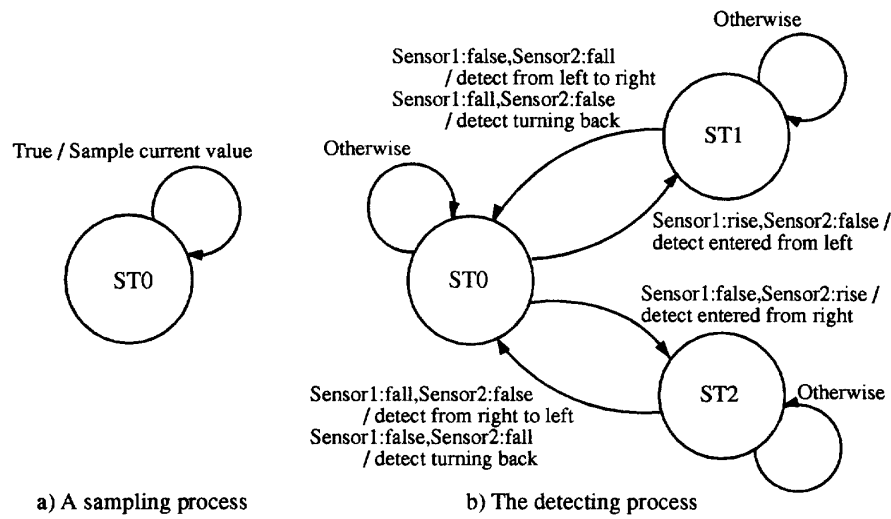 True / Sample current value
ST0
a) A sampling process
Otherwise
Sensor1:false,Sensor2:fall
/ detect from left to right
Sensor1:fall,Sensor2:false
/ detect turning back
ST1
Otherwise
ST0
Sensor1:rise,Sensor2:false /
detect entered from left
Sensor1:false,Sensor2:rise /
detect entered from right
ST2
Otherwise
Sensor1:fall,Sensor2:false
/ detect from right to left
Sensor1:false,Sensor2:fall
/ detect turning back
b) The detecting process